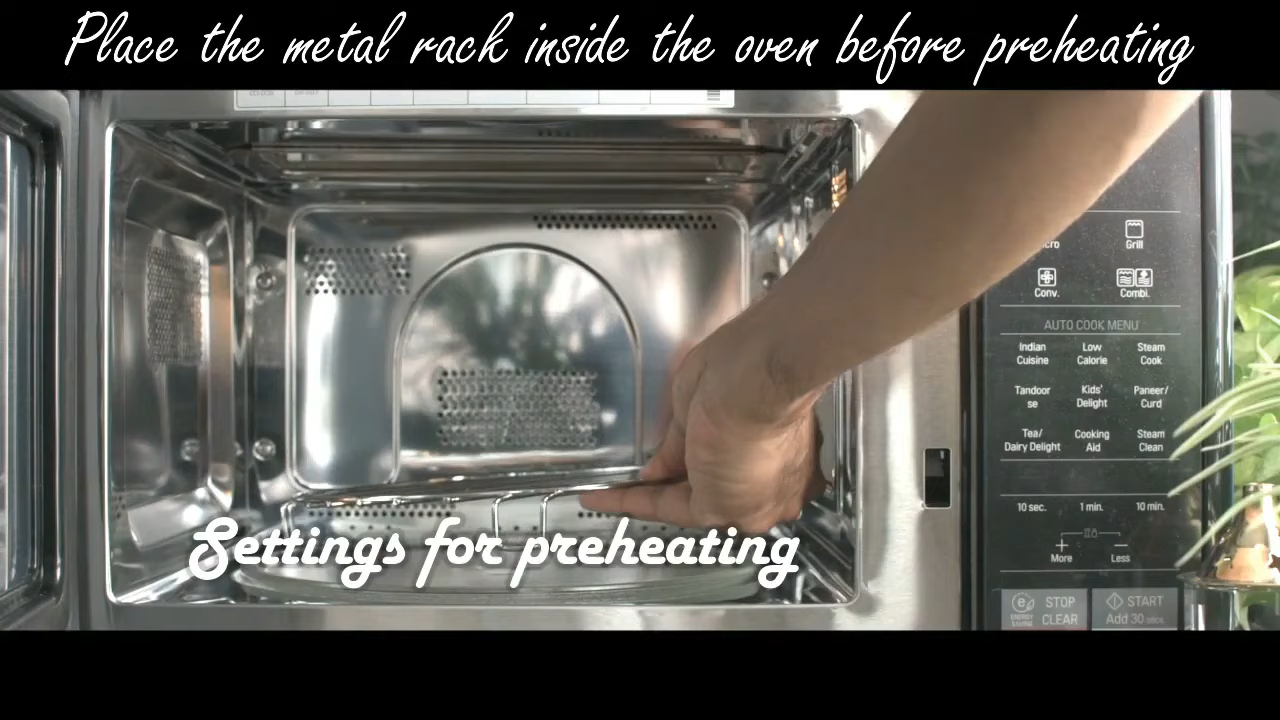 Place the metal rack inside the oven before preheating
Grill
Conv.
Combi.
AUTO COOK MENU
Indian
Cuisine
Low
Calorie
Steam
Cook
Tandoor
se
Kids'
Delight
Paneer/
Curd
Tea/
Dairy Delight
Cooking
Aid
Steam
Clean
10 sec.
1 min.
10 min.
More
Less
ENERGY
SAVING
STOP
CLEAR
START
Add 30 secs.
Settings for preheating